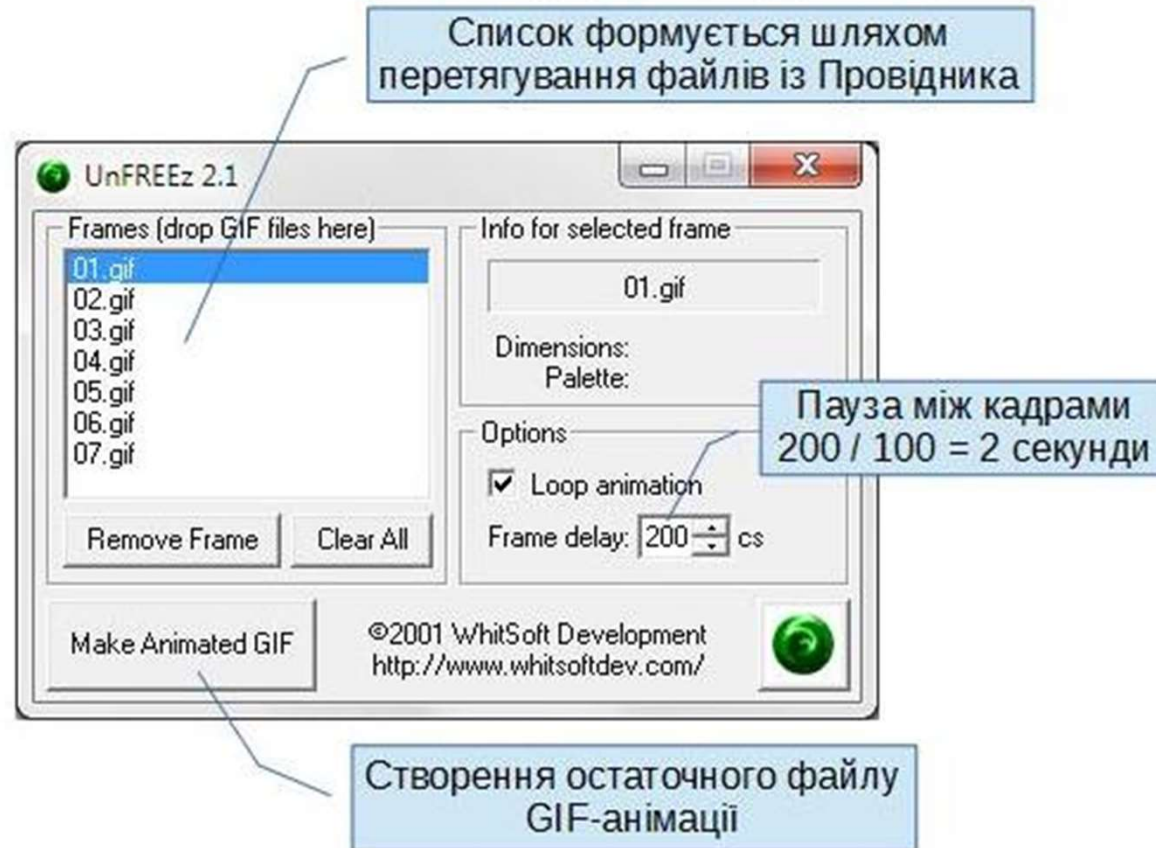 Список формується шляхом
перетягування файлів із Провідника
UnFREEz 2.1
Frames (drop GIF files here)
01.gif
02.gif
03.gif
04.gif
05.gif
06.gif
07.gif
Remove Frame
Clear All
Info for selected frame
01.gif
Dimensions:
Palette:
Пауза між кадрами
200 / 100 = 2 секунди
Options
Loop animation
Frame delay: 200 cs
Make Animated GIF
©2001 WhitSoft Development
http://www.whitsoftdev.com/
Створення остаточного файлу
GIF-анімації